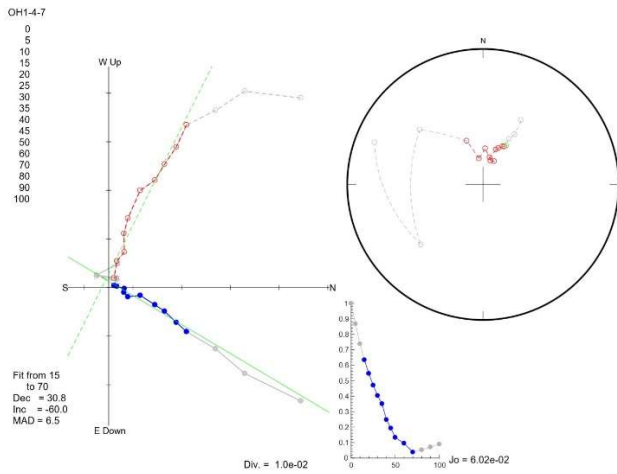 OH1-4-7
0
5
10
15
20
25
30
35
40
45
50
60
70
80
90
100
W Up
S
N
E Down
Fit from 15
to 70
Dec = 30.8
Inc = -60.0
MAD = 6.5
Div. = 1.0e-02
N
1
0.9
0.8
0.7
0.6
0.5
0.4
0.3
0.2
0.1
0
0
50
100
Jo = 6.02e-02